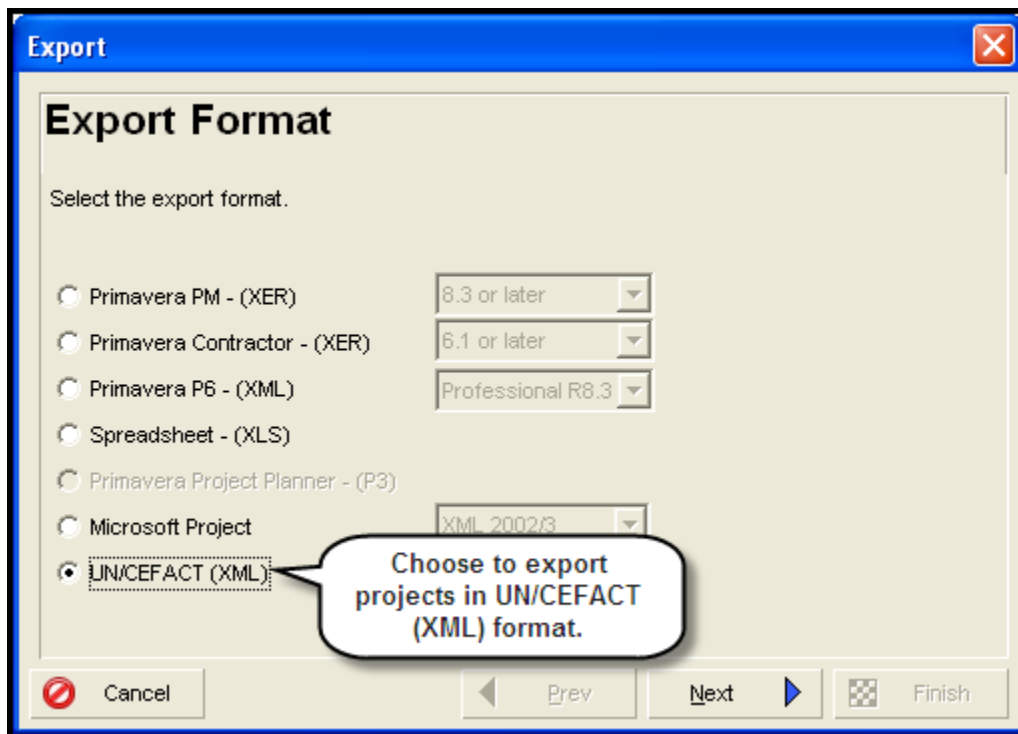 Export
Export Format
Select the export format.
Primavera PM - (XER) 8.3 or later
Primavera Contractor - (XER) 6.1 or later
Primavera P6 - (XML) Professional R8.3
Spreadsheet - (XLS)
Primavera Project Planner - (P3)
Microsoft Project XML 2002/3
UN/CEFACT (XML)
Choose to export
projects in UN/CEFACT
(XML) format.
Cancel Prev Next Finish